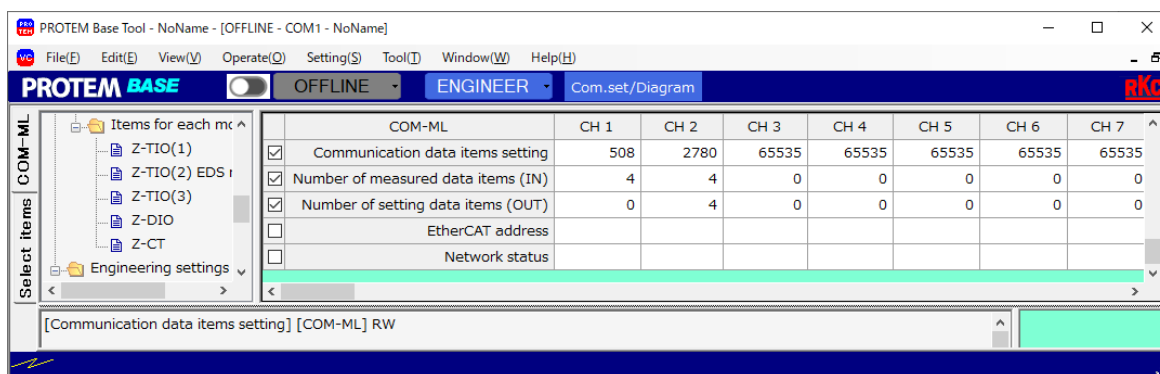 PRO TEM
PROTEM Base Tool - NoName - [OFFLINE - COM1 - NoName]
VC File(F) Edit(E) View(V) Operate(O) Setting(S) Tool(T) Window(W) Help(H)
PROTEM BASE OFFLINE ENGINEER Com.set/Diagram RKC
COM-ML
Select items
Items for each mo
Z-TIO(1)
Z-TIO(2) EDS
Z-TIO(3)
Z-DIO
Z-CT
Engineering settings
COM-ML CH 1 CH 2 CH 3 CH 4 CH 5 CH 6 CH 7
Communication data items setting 508 2780 65535 65535 65535 65535 65535
Number of measured data items (IN) 4 4 0 0 0 0 0
Number of setting data items (OUT) 0 4 0 0 0 0 0
EtherCAT address
Network status
[Communication data items setting] [COM-ML] RW